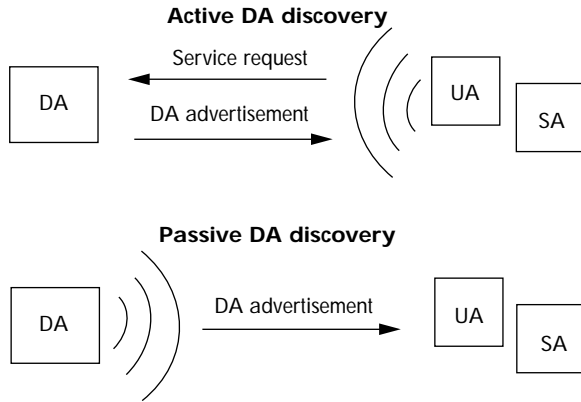 Active DA discovery
Service request
DA
DA advertisement
UA
SA
Passive DA discovery
DA
DA advertisement
UA
SA